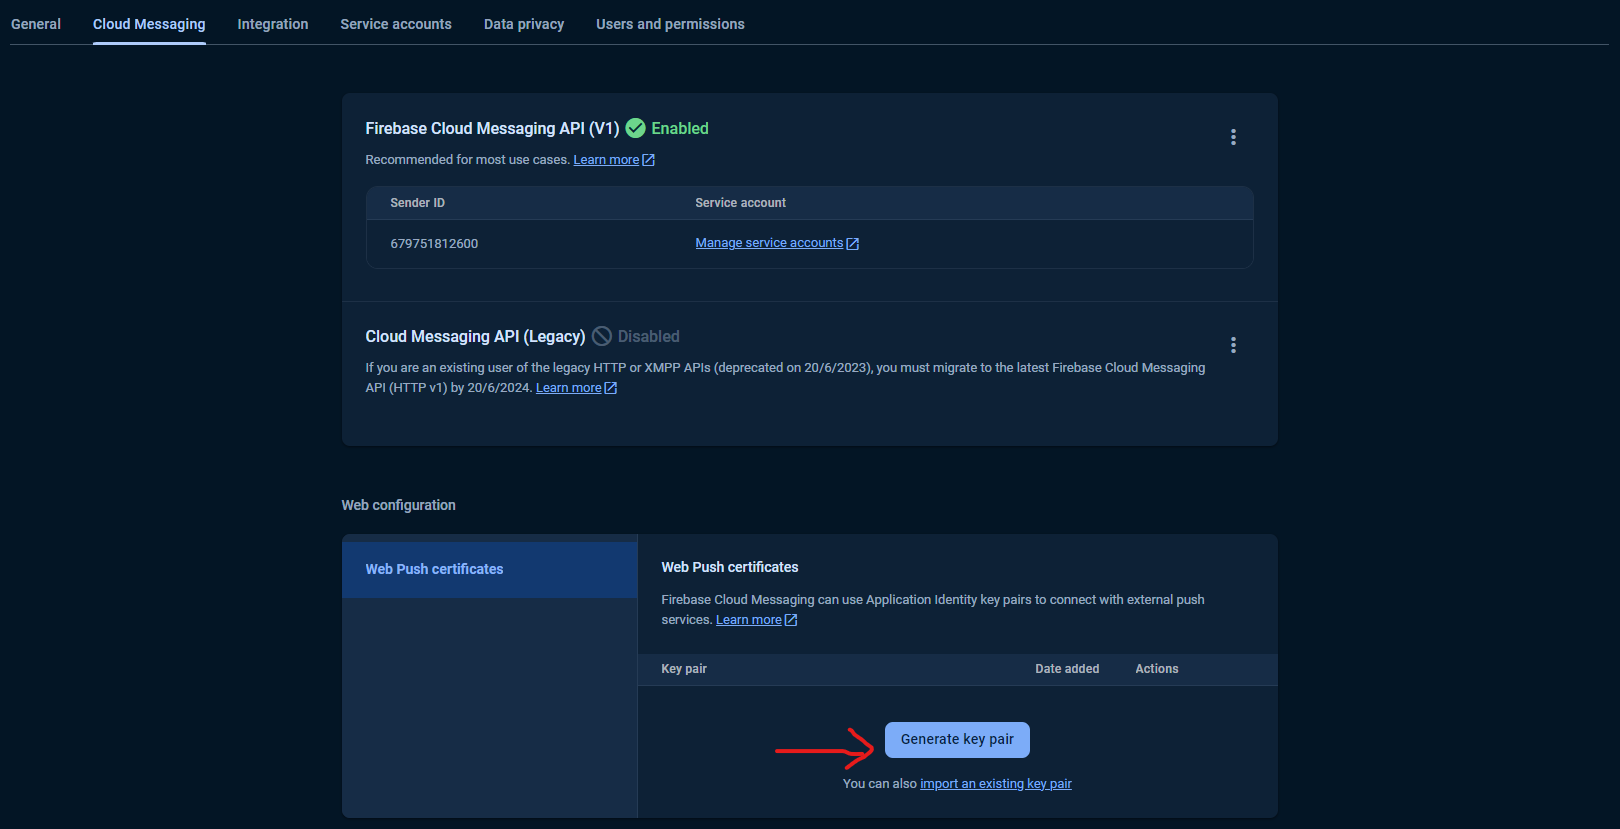 General Cloud Messaging Integration Service accounts Data privacy Users and permissions
Firebase Cloud Messaging API (V1) Enabled
Recommended for most use cases. Learn more
Sender ID Service account
679751812600 Manage service accounts
Cloud Messaging API (Legacy) Disabled
If you are an existing user of the legacy HTTP or XMPP APIs (deprecated on 20/6/2023), you must migrate to the latest Firebase Cloud Messaging
API (HTTP v1) by 20/6/2024. Learn more
Web configuration
Web Push certificates
Web Push certificates
Firebase Cloud Messaging can use Application Identity key pairs to connect with external push
services. Learn more
Key pair Date added Actions
Generate key pair
You can also import an existing key pair